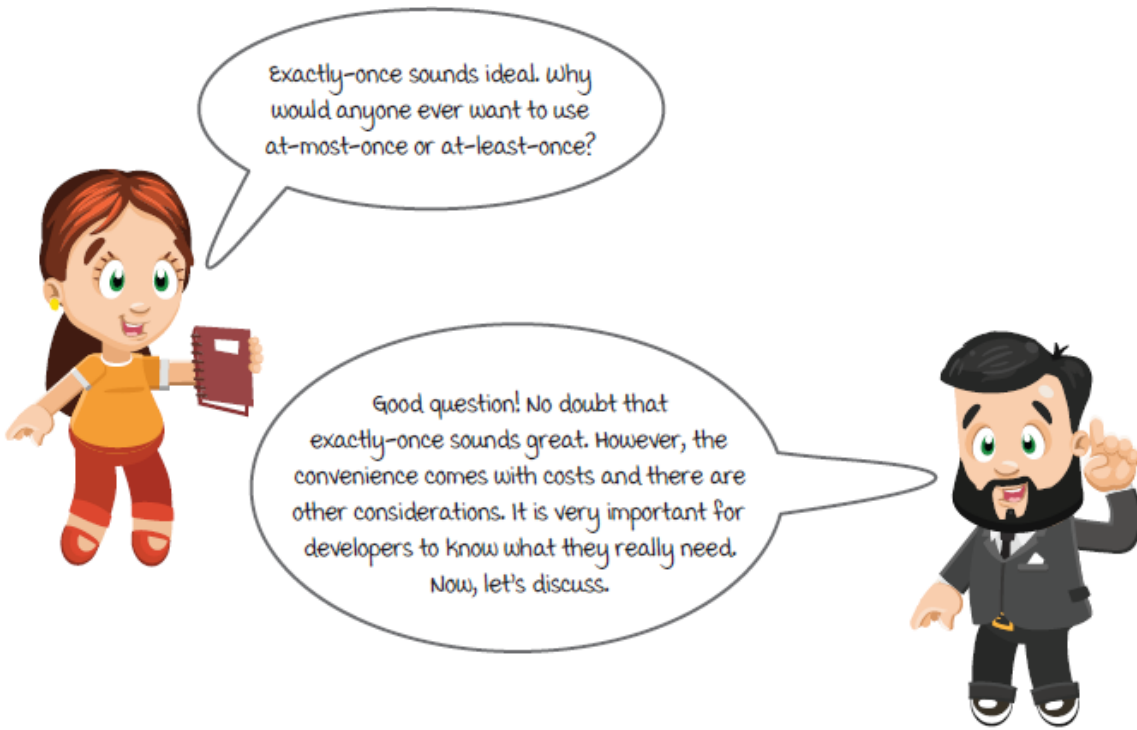 Exactly-once sounds ideal. Why
would anyone ever want to use
at-most-once or at-least-once?
Good question! No doubt that
exactly-once sounds great. However, the
convenience comes with costs and there are
other considerations. It is very important for
developers to know what they really need.
Now, let's discuss.